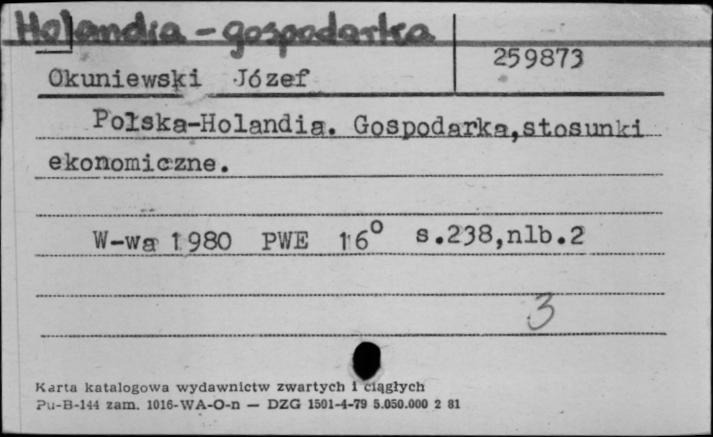 Holandia - gospodarka
259873
Okuniewski Józef
Polska-Holandia. Gospodarka,stosunki
ekonomiczne.
W-wa 1980 PWE 16° s.238,nlb.2
3
Karta katalogowa wydawnictw zwartych i ciągłych
Pu-B-144 zam. 1016-WA-O-n — DZG 1501-4-79 5.050.000 2 81